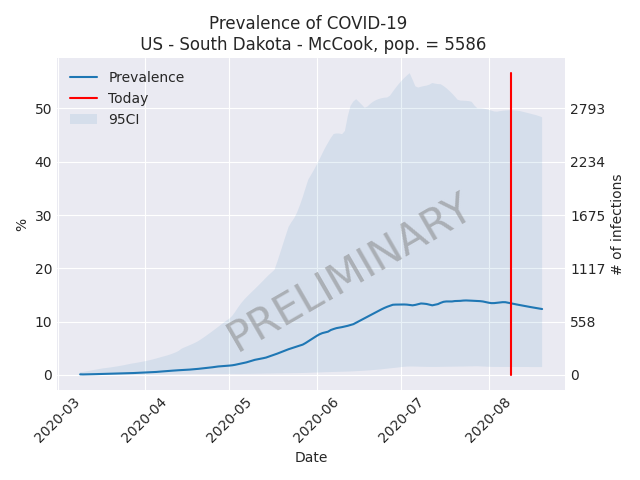 Prevalence of COVID-19
US - South Dakota - McCook, pop. = 5586
Prevalence
Today
95CI
50
40
30
20
10
0
%
2793
2234
1675
1117
558
0
# of infections
PRELIMINARY
2020-03
2020-04
2020-05
2020-06
2020-07
2020-08
Date